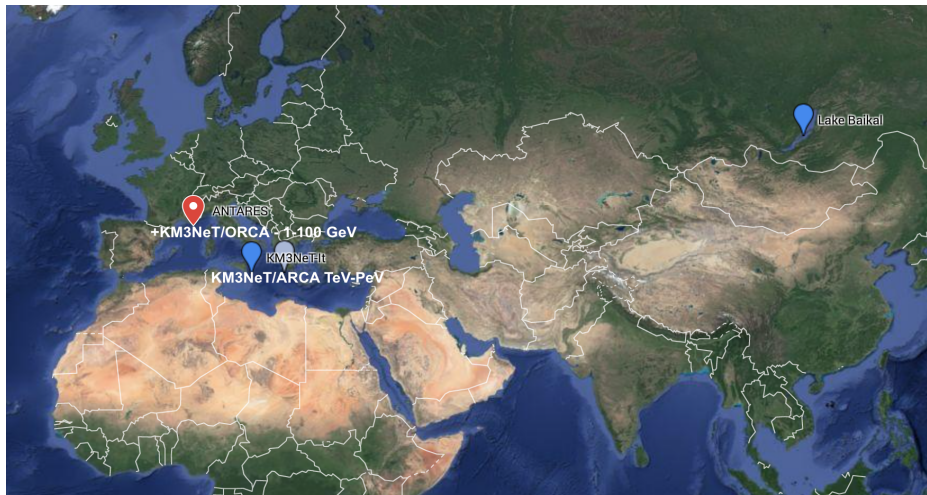 Lake Baikal
ANTARES
+KM3NeT/ORCA - 1-100 GeV
KM3NeT-It
KM3NeT/ARCA TeV-PeV